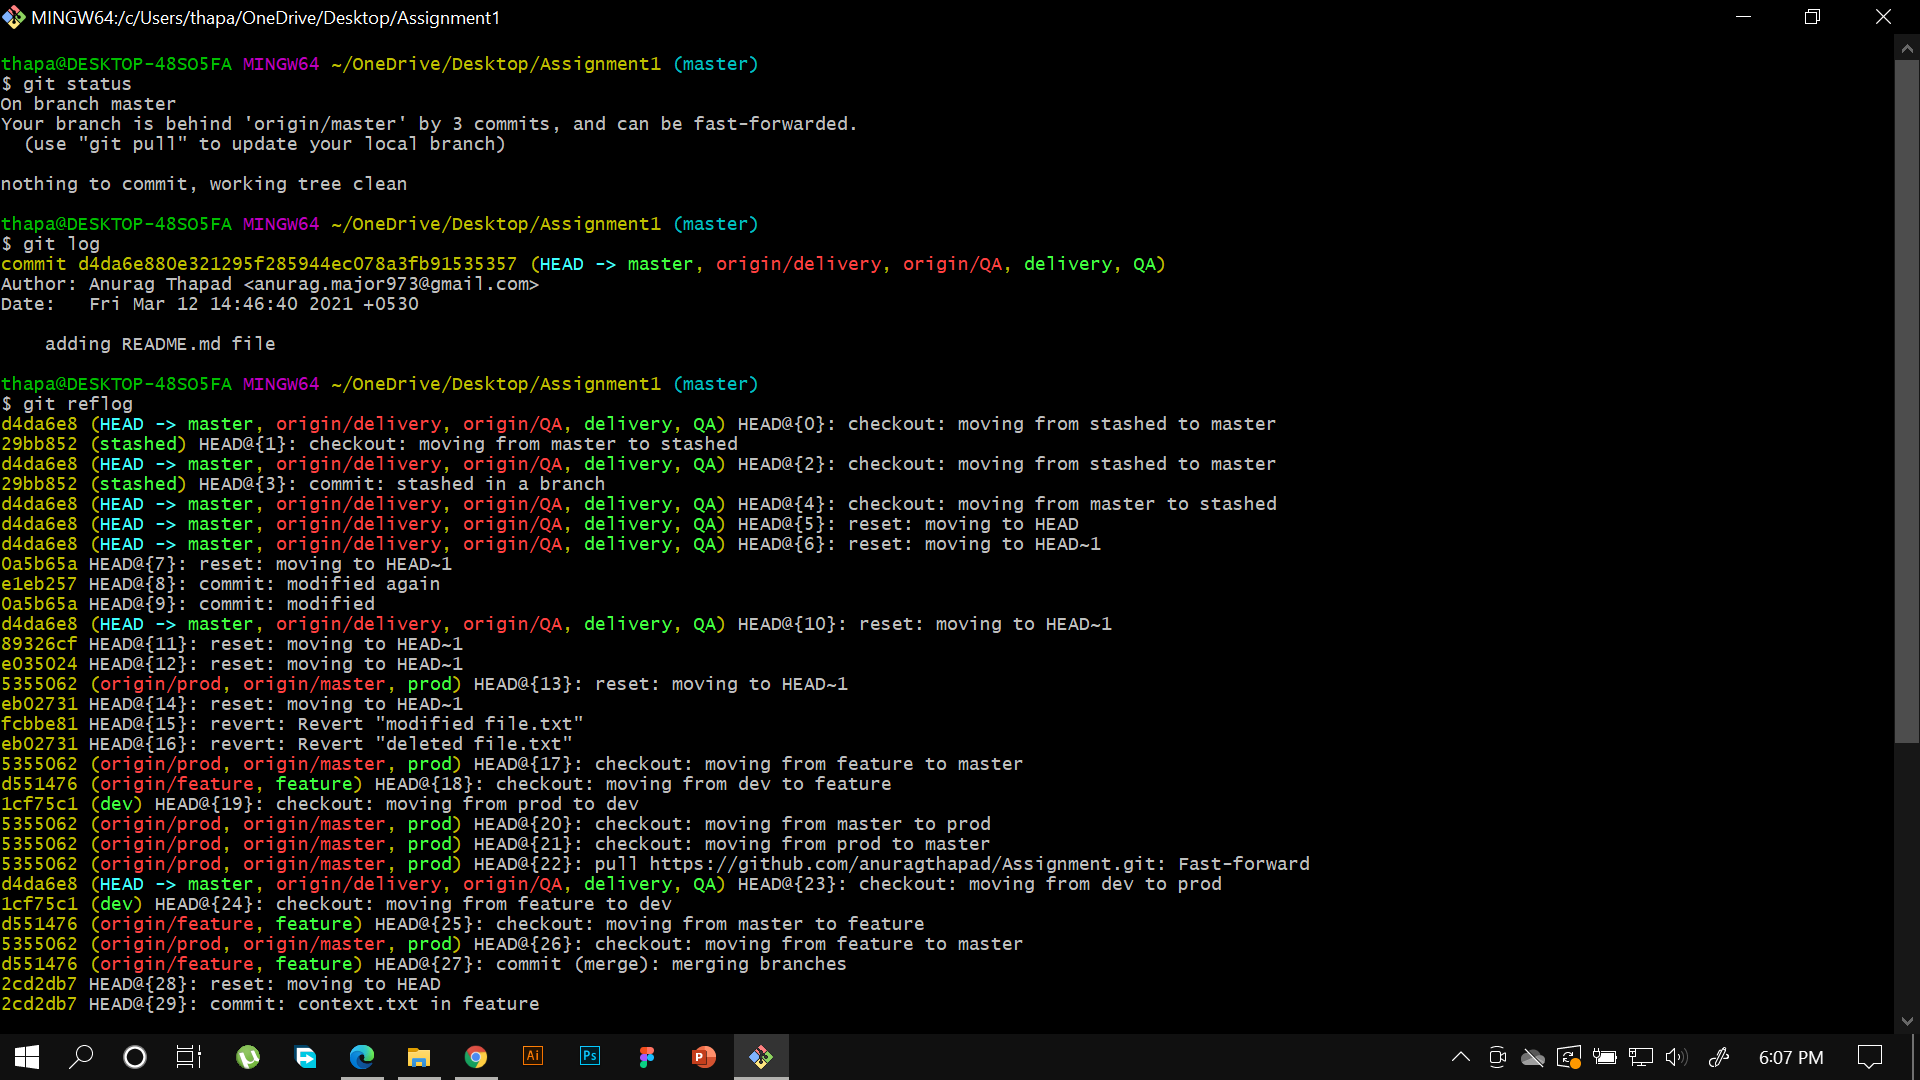 MINGW64:/c/Users/thapa/OneDrive/Desktop/Assignment1
thapa@DESKTOP-48SO5FA MINGW64 ~/OneDrive/Desktop/Assignment1 (master)
$ git status
On branch master
Your branch is behind 'origin/master' by 3 commits, and can be fast-forwarded.
  (use "git pull" to update your local branch)
nothing to commit, working tree clean
thapa@DESKTOP-48SO5FA MINGW64 ~/OneDrive/Desktop/Assignment1 (master)
$ git log
commit d4da6e880e321295f285944ec078a3fb91535357 (HEAD -> master, origin/delivery, origin/QA, delivery, QA)
Author: Anurag Thapad <anurag.major973@gmail.com>
Date:   Fri Mar 12 14:46:40 2021 +0530
    adding README.md file
thapa@DESKTOP-48SO5FA MINGW64 ~/OneDrive/Desktop/Assignment1 (master)
$ git reflog
d4da6e8 (HEAD -> master, origin/delivery, origin/QA, delivery, QA) HEAD@{0}: checkout: moving from stashed to master
29bb852 (stashed) HEAD@{1}: checkout: moving from master to stashed
d4da6e8 (HEAD -> master, origin/delivery, origin/QA, delivery, QA) HEAD@{2}: checkout: moving from stashed to master
29bb852 (stashed) HEAD@{3}: commit: stashed in a branch
d4da6e8 (HEAD -> master, origin/delivery, origin/QA, delivery, QA) HEAD@{4}: checkout: moving from master to stashed
d4da6e8 (HEAD -> master, origin/delivery, origin/QA, delivery, QA) HEAD@{5}: reset: moving to HEAD
d4da6e8 (HEAD -> master, origin/delivery, origin/QA, delivery, QA) HEAD@{6}: reset: moving to HEAD~1
0a5b65a HEAD@{7}: reset: moving to HEAD~1
e1eb257 HEAD@{8}: commit: modified again
0a5b65a HEAD@{9}: commit: modified
d4da6e8 (HEAD -> master, origin/delivery, origin/QA, delivery, QA) HEAD@{10}: reset: moving to HEAD~1
89326cf HEAD@{11}: reset: moving to HEAD~1
e035024 HEAD@{12}: reset: moving to HEAD~1
5355062 (origin/prod, origin/master, prod) HEAD@{13}: reset: moving to HEAD~1
eb02731 HEAD@{14}: reset: moving to HEAD~1
fcbbe81 HEAD@{15}: revert: Revert "modified file.txt"
eb02731 HEAD@{16}: revert: Revert "deleted file.txt"
5355062 (origin/prod, origin/master, prod) HEAD@{17}: checkout: moving from feature to master
d551476 (origin/feature, feature) HEAD@{18}: checkout: moving from dev to feature
1cf75c1 (dev) HEAD@{19}: checkout: moving from prod to dev
5355062 (origin/prod, origin/master, prod) HEAD@{20}: checkout: moving from master to prod
5355062 (origin/prod, origin/master, prod) HEAD@{21}: checkout: moving from prod to master
5355062 (origin/prod, origin/master, prod) HEAD@{22}: pull https://github.com/anuragthapad/Assignment.git: Fast-forward
d4da6e8 (HEAD -> master, origin/delivery, origin/QA, delivery, QA) HEAD@{23}: checkout: moving from dev to prod
1cf75c1 (dev) HEAD@{24}: checkout: moving from feature to dev
d551476 (origin/feature, feature) HEAD@{25}: checkout: moving from master to feature
5355062 (origin/prod, origin/master, prod) HEAD@{26}: checkout: moving from feature to master
d551476 (origin/feature, feature) HEAD@{27}: commit (merge): merging branches
2cd2db7 HEAD@{28}: reset: moving to HEAD
2cd2db7 HEAD@{29}: commit: context.txt in feature
Ai
Ps
P
6:07 PM